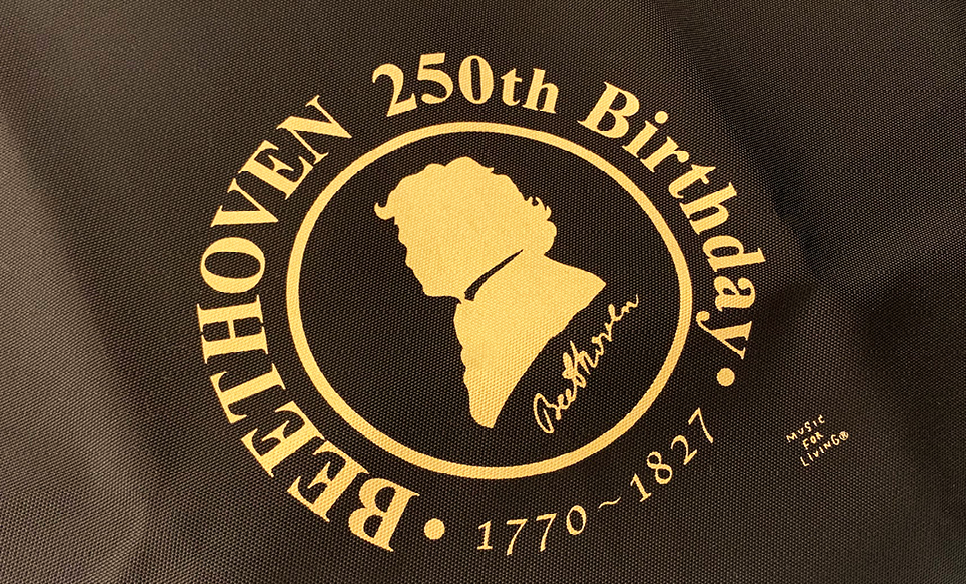 BEETHOVEN 250th Birthday
1770~1827
Beethoven
MUSIC
FOR
LiViNG®